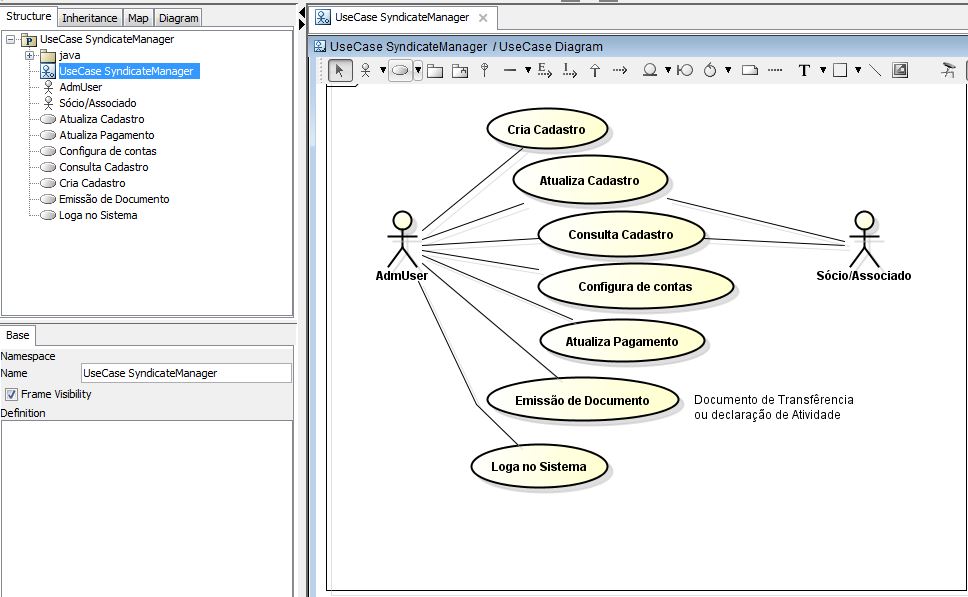 Structure
Inheritance
Map
Diagram
UseCase SyndicateManager
java
UseCase SyndicateManager
AdmUser
Sócio/Associado
Atualiza Cadastro
Atualiza Pagamento
Configura de contas
Consulta Cadastro
Cria Cadastro
Emissão de Documento
Loga no Sistema
Base
Namespace
Name
UseCase SyndicateManager
Frame Visibility
Definition
UseCase SyndicateManager
UseCase SyndicateManager / UseCase Diagram
E
I
T
Cria Cadastro
Atualiza Cadastro
Consulta Cadastro
AdmUser
Sócio/Associado
Configura de contas
Atualiza Pagamento
Emissão de Documento
Documento de Transfêrencia
ou declaração de Atividade
Loga no Sistema